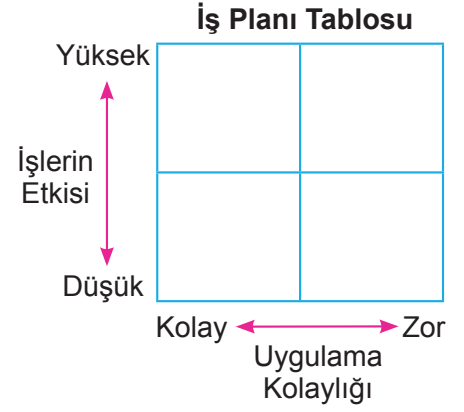 İş Planı Tablosu
Yüksek
İşlerin
Etkisi
Düşük
Kolay
Zor
Uygulama
Kolaylığı